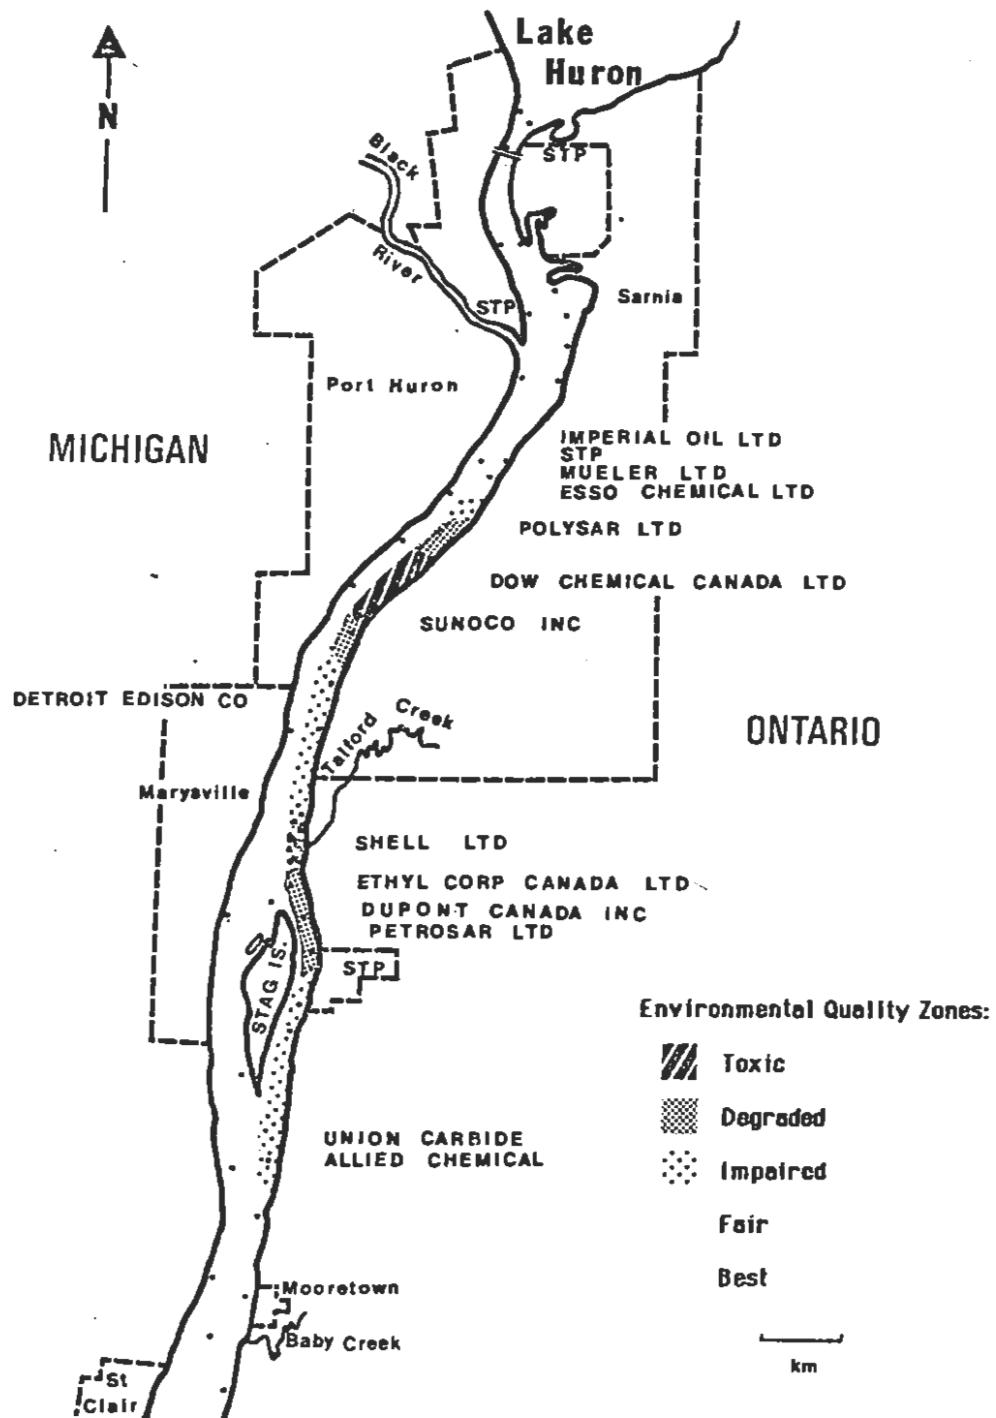 Lake
Huron
N
STP
Black
River
STP
Sarnia
Port Huron
MICHIGAN
IMPERIAL OIL LTD
STP
MUELER LTD
ESSO CHEMICAL LTD
POLYSAR LTD
DOW CHEMICAL CANADA LTD
SUNOCO INC
DETROIT EDISON CO
Talford Creek
ONTARIO
Marysville
SHELL LTD
ETHYL CORP CANADA LTD
DUPONT CANADA INC
PETROSAR LTD
STP
STAG IS.
Environmental Quality Zones:
Toxic
Degraded
Impaired
Fair
Best
UNION CARBIDE
ALLIED CHEMICAL
Mooretown
Baby Creek
km
St
Clair